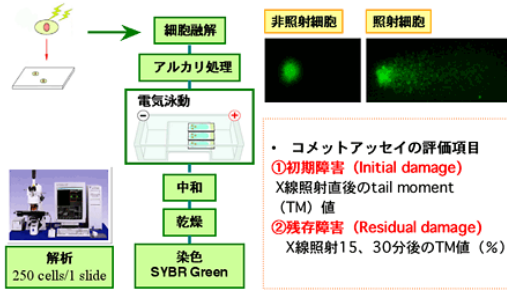 細胞融解
アルカリ処理
電気泳動
中和
乾燥
染色
SYBR Green
解析
250 cells/1 slide
非照射細胞
照射細胞
・ コメットアッセイの評価項目
①初期障害（Initial damage）
X線照射直後のtail moment
（TM）値
②残存障害（Residual damage）
X線照射15、30分後のTM値（%）